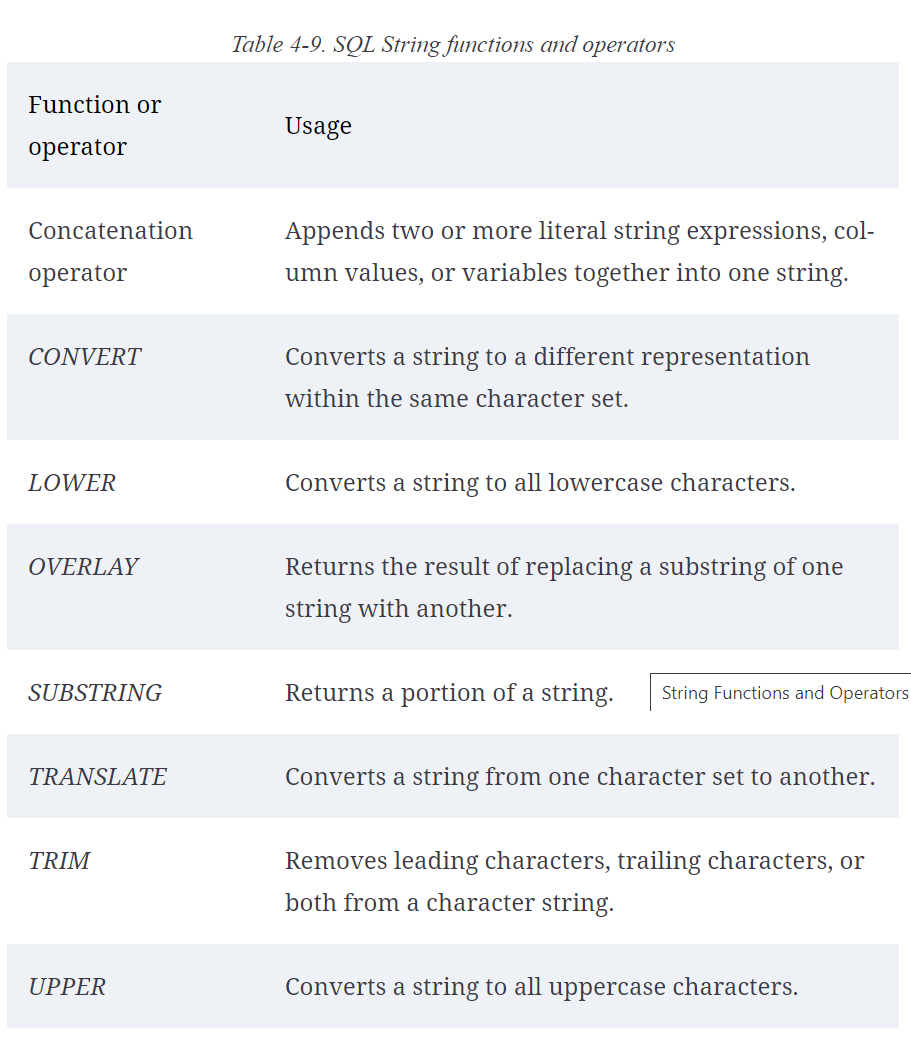 Table 4-9. SQL String functions and operators
Function or
operator
Usage
Concatenation
operator
Appends two or more literal string expressions, col-
umn values, or variables together into one string.
CONVERT
Converts a string to a different representation
within the same character set.
LOWER
Converts a string to all lowercase characters.
OVERLAY
Returns the result of replacing a substring of one
string with another.
SUBSTRING
Returns a portion of a string.
String Functions and Operators
TRANSLATE
Converts a string from one character set to another.
TRIM
Removes leading characters, trailing characters, or
both from a character string.
UPPER
Converts a string to all uppercase characters.